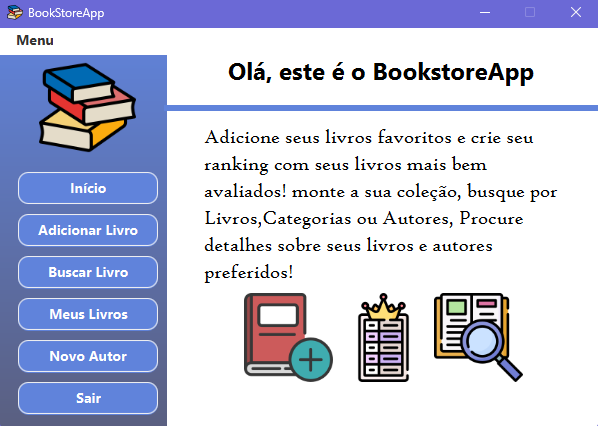 BookStoreApp
Menu
Olá, este é o BookstoreApp
Início
Adicionar Livro
Buscar Livro
Meus Livros
Novo Autor
Sair
Adicione seus livros favoritos e crie seu
ranking com seus livros mais bem
avaliados! monte a sua coleção, busque por
Livros,Categorias ou Autores, Procure
detalhes sobre seus livros e autores
preferidos!